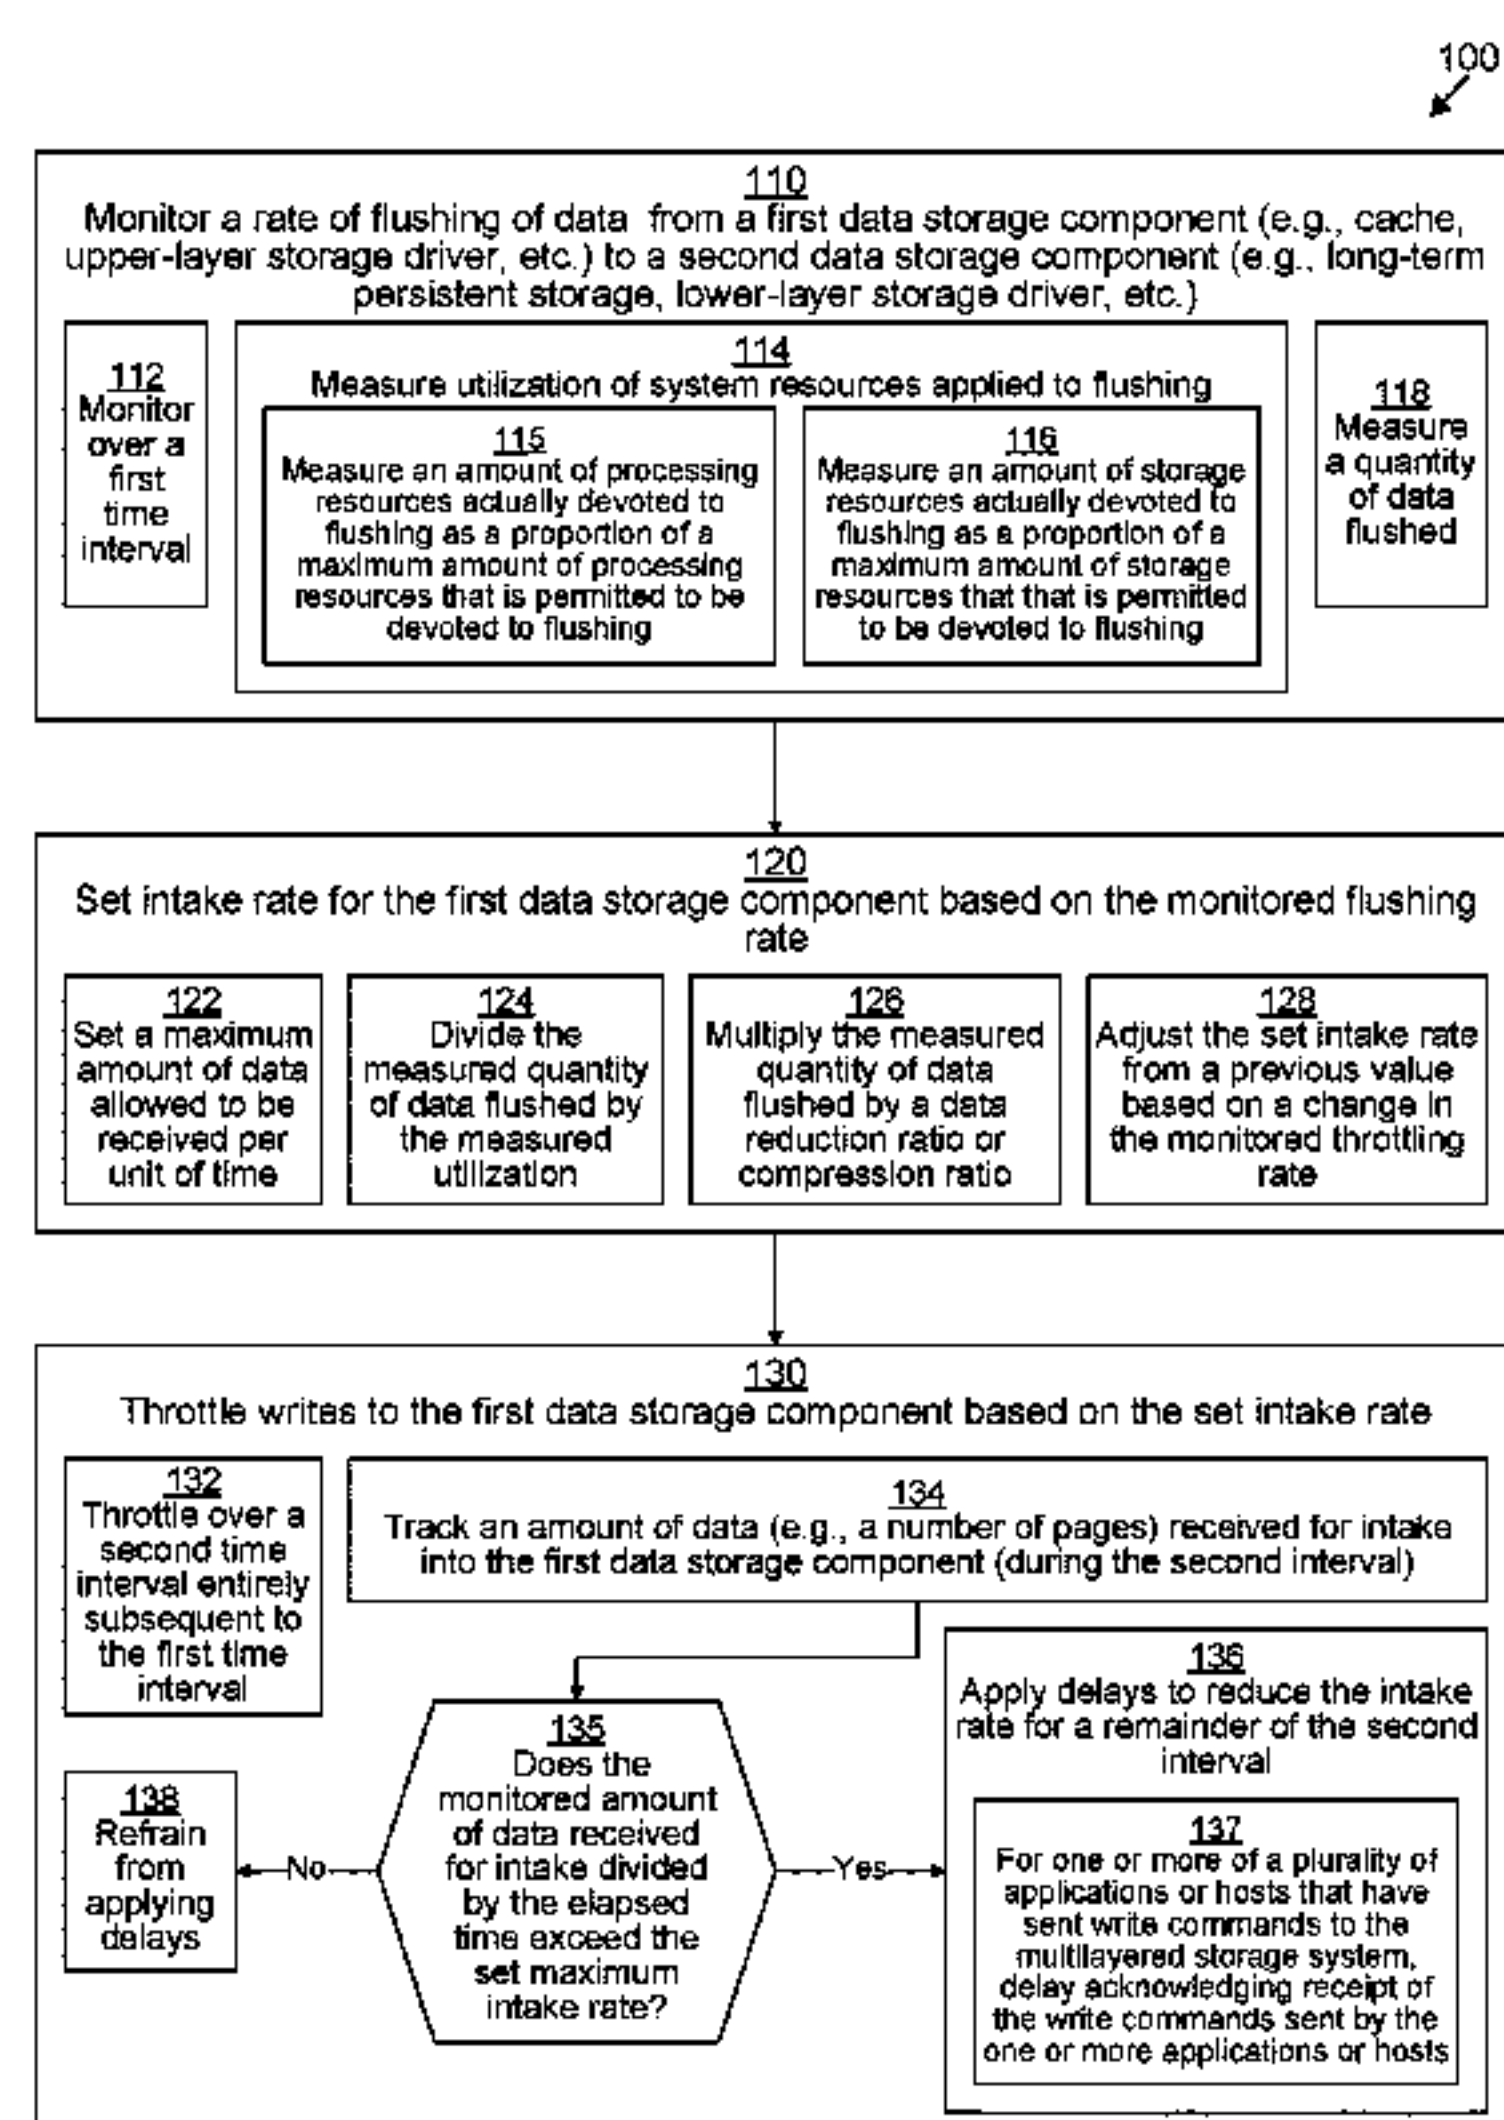 100
110
Monitor a rate of flushing of data from a first data storage component (e.g., cache,
upper-layer storage driver, etc.) to a second data storage component (e.g., long-term
persistent storage, lower-layer storage driver, etc.)
112
Monitor
over a
first
time
interval
114
Measure utilization of system resources applied to flushing
115
Measure an amount of processing
resources actually devoted to
flushing as a proportion of a
maximum amount of processing
resources that is permitted to be
devoted to flushing
116
Measure an amount of storage
resources actually devoted to
flushing as a proportion of a
maximum amount of storage
resources that that is permitted
to be devoted to flushing
118
Measure
a quantity
of data
flushed
120
Set intake rate for the first data storage component based on the monitored flushing
rate
122
Set a maximum
amount of data
allowed to be
received per
unit of time
124
Divide the
measured quantity
of data flushed by
the measured
utilization
126
Multiply the measured
quantity of data
flushed by a data
reduction ratio or
compression ratio
128
Adjust the set intake rate
from a previous value
based on a change in
the monitored throttling
rate
130
Throttle writes to the first data storage component based on the set intake rate
132
Throttle over a
second time
interval entirely
subsequent to
the first time
interval
134
Track an amount of data (e.g., a number of pages) received for intake
into the first data storage component (during the second interval)
135
Does the
monitored amount
of data received
for intake divided
by the elapsed
time exceed the
set maximum
intake rate?
No
Yes
138
Refrain
from
applying
delays
136
Apply delays to reduce the intake
rate for a remainder of the second
interval
137
For one or more of a plurality of
applications or hosts that have
sent write commands to the
multilayered storage system,
delay acknowledging receipt of
the write commands sent by the
one or more applications or hosts